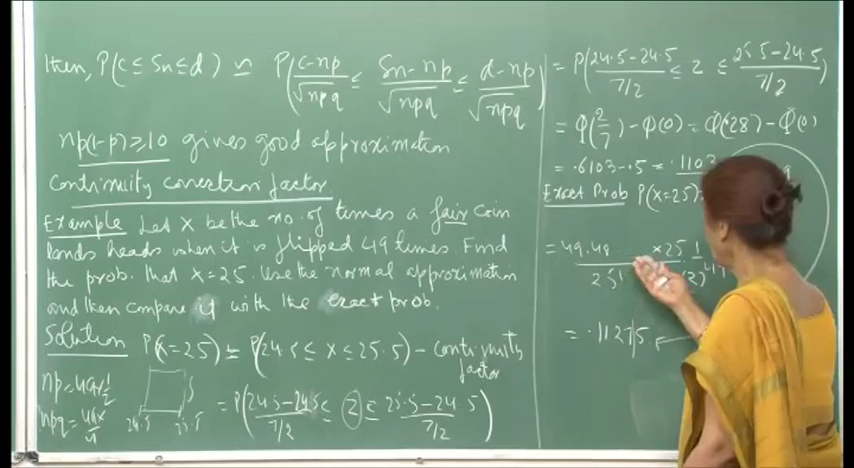 Then, P(c ≤ Sn ≤ d) ≃ P((c-np)/√npq ≤ (Sn-np)/√npq ≤ (d-np)/√npq)
np(1-p) ≥ 10 gives good approximation
Continuity correction factor.
Example Let X be the no. of times a fair coin
lands heads when it is flipped 49 times. Find
the prob. that X=25. Use the normal approximation
and then compare it with the exact prob.
Solution P(X=25) ≃ P(24.5 ≤ X ≤ 25.5) - continuity
factor
np = 49×1/2
npq = 49×/4
24.5 25.5
= P((24.5-24.5)/7/2 ≤ Z ≤ (25.5-24.5)/7/2)
= P((24.5-24.5)/7/2 ≤ Z ≤ (25.5-24.5)/7/2)
= Φ(2/7) - Φ(0) = Φ(.28) - Φ(0)
= .6103-.5 = .1103
Exact Prob P(X=25)
= 49.48 ... ×25 1
= .11275